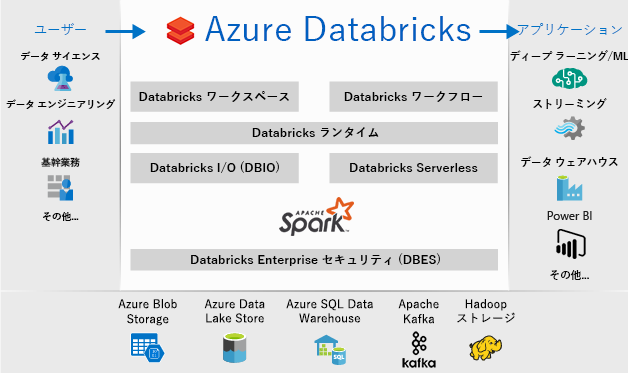 ユーザー
Azure Databricks
アプリケーション
データ サイエンス
データ エンジニアリング
基幹業務
その他...
Databricks ワークスペース
Databricks ワークフロー
Databricks ランタイム
Databricks I/O (DBIO)
Databricks Serverless
APACHE
Spark™
Databricks Enterprise セキュリティ (DBES)
ディープ ラーニング/ML
ストリーミング
データ ウェアハウス
Power BI
その他...
Azure Blob
Storage
Azure Data
Lake Store
Azure SQL Data
Warehouse
SQL
Apache
Kafka
kafka
Hadoop
ストレージ